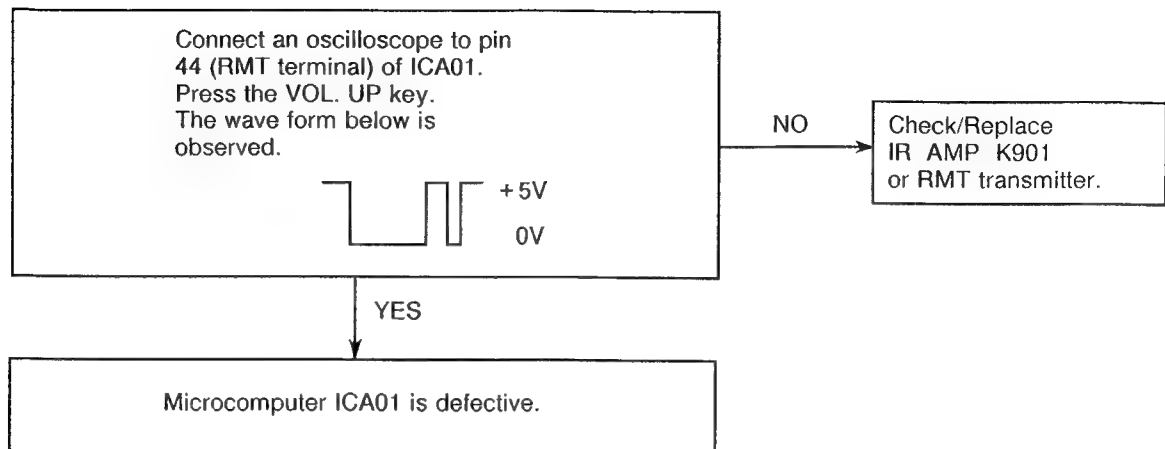 Connect an oscilloscope to pin
44 (RMT terminal) of ICA01.
Press the VOL. UP key.
The wave form below is
observed.
+5V
0V
NO
Check/Replace
IR AMP K901
or RMT transmitter.
YES
Microcomputer ICA01 is defective.